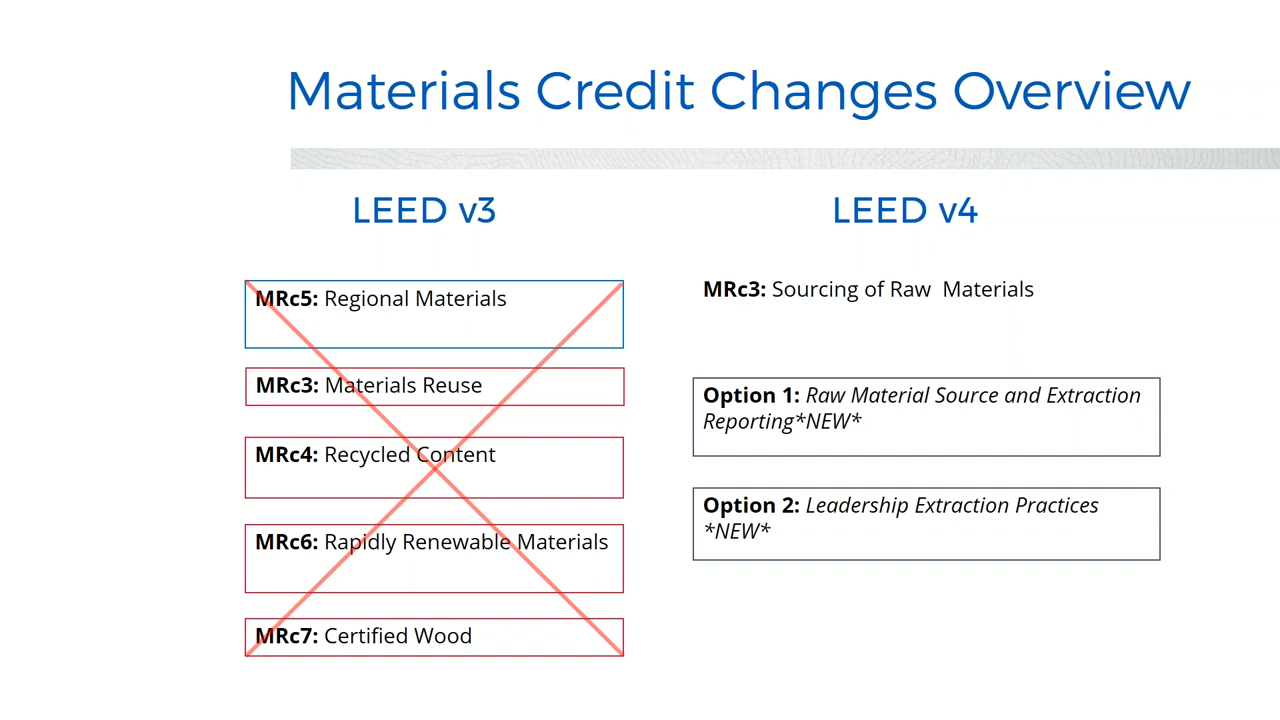 Materials Credit Changes Overview
LEED v3
MRc5: Regional Materials
MRc3: Materials Reuse
MRc4: Recycled Content
MRc6: Rapidly Renewable Materials
MRc7: Certified Wood
LEED v4
MRc3: Sourcing of Raw  Materials
Option 1: Raw Material Source and Extraction
Reporting*NEW*
Option 2: Leadership Extraction Practices
*NEW*